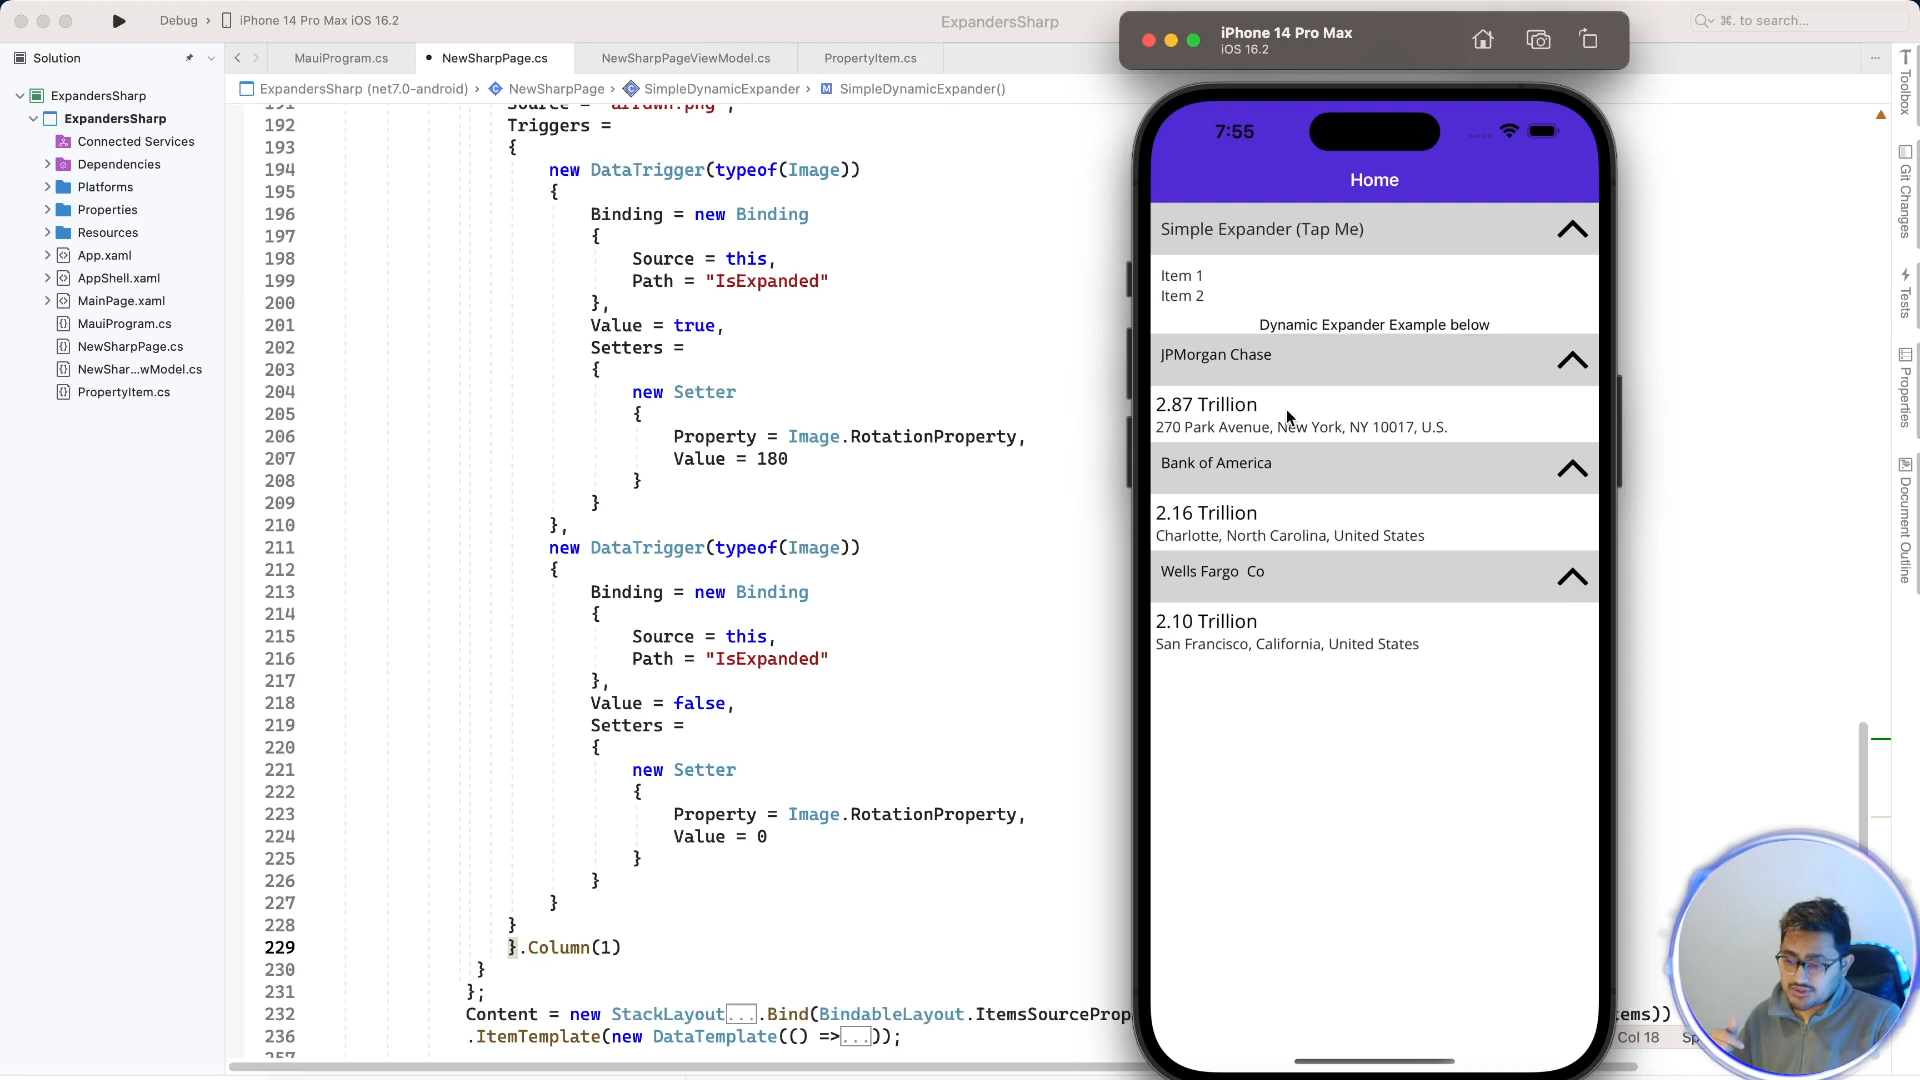 Debug
iPhone 14 Pro Max iOS 16.2
ExpandersSharp
⌘. to search...
Solution
MauiProgram.cs
NewSharpPage.cs
NewSharpPageViewModel.cs
PropertyItem.cs
ExpandersSharp (net7.0-android)
NewSharpPage
SimpleDynamicExpander
SimpleDynamicExpander()
ExpandersSharp
ExpandersSharp
Connected Services
Dependencies
Platforms
Properties
Resources
App.xaml
AppShell.xaml
MainPage.xaml
MauiProgram.cs
NewSharpPage.cs
NewShar...wModel.cs
PropertyItem.cs
191 Source = "arrdwn.png",
192 Triggers =
193 {
194 new DataTrigger(typeof(Image))
195 {
196 Binding = new Binding
197 {
198 Source = this,
199 Path = "IsExpanded"
200 },
201 Value = true,
202 Setters =
203 {
204 new Setter
205 {
206 Property = Image.RotationProperty,
207 Value = 180
208 }
209 }
210 },
211 new DataTrigger(typeof(Image))
212 {
213 Binding = new Binding
214 {
215 Source = this,
216 Path = "IsExpanded"
217 },
218 Value = false,
219 Setters =
220 {
221 new Setter
222 {
223 Property = Image.RotationProperty,
224 Value = 0
225 }
226 }
227 }
228 }
229 }.Column(1)
230 }
231 };
232 Content = new StackLayout....Bind(BindableLayout.ItemsSourceProp
ems))
236 .ItemTemplate(new DataTemplate(() =>...));
257
Col 18
iPhone 14 Pro Max
iOS 16.2
7:55
Home
Simple Expander (Tap Me)
Item 1
Item 2
Dynamic Expander Example below
JPMorgan Chase
2.87 Trillion
270 Park Avenue, New York, NY 10017, U.S.
Bank of America
2.16 Trillion
Charlotte, North Carolina, United States
Wells Fargo Co
2.10 Trillion
San Francisco, California, United States
Toolbox
Git Changes
Tests
Properties
Document Outline